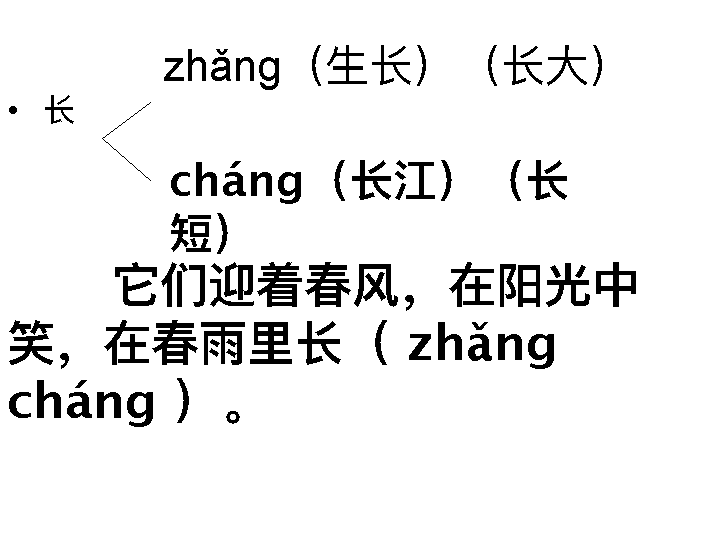 zhǎng（生长）（长大）
• 长
cháng（长江）（长
短）
它们迎着春风，在阳光中
笑，在春雨里长（ zhǎng
cháng ）。